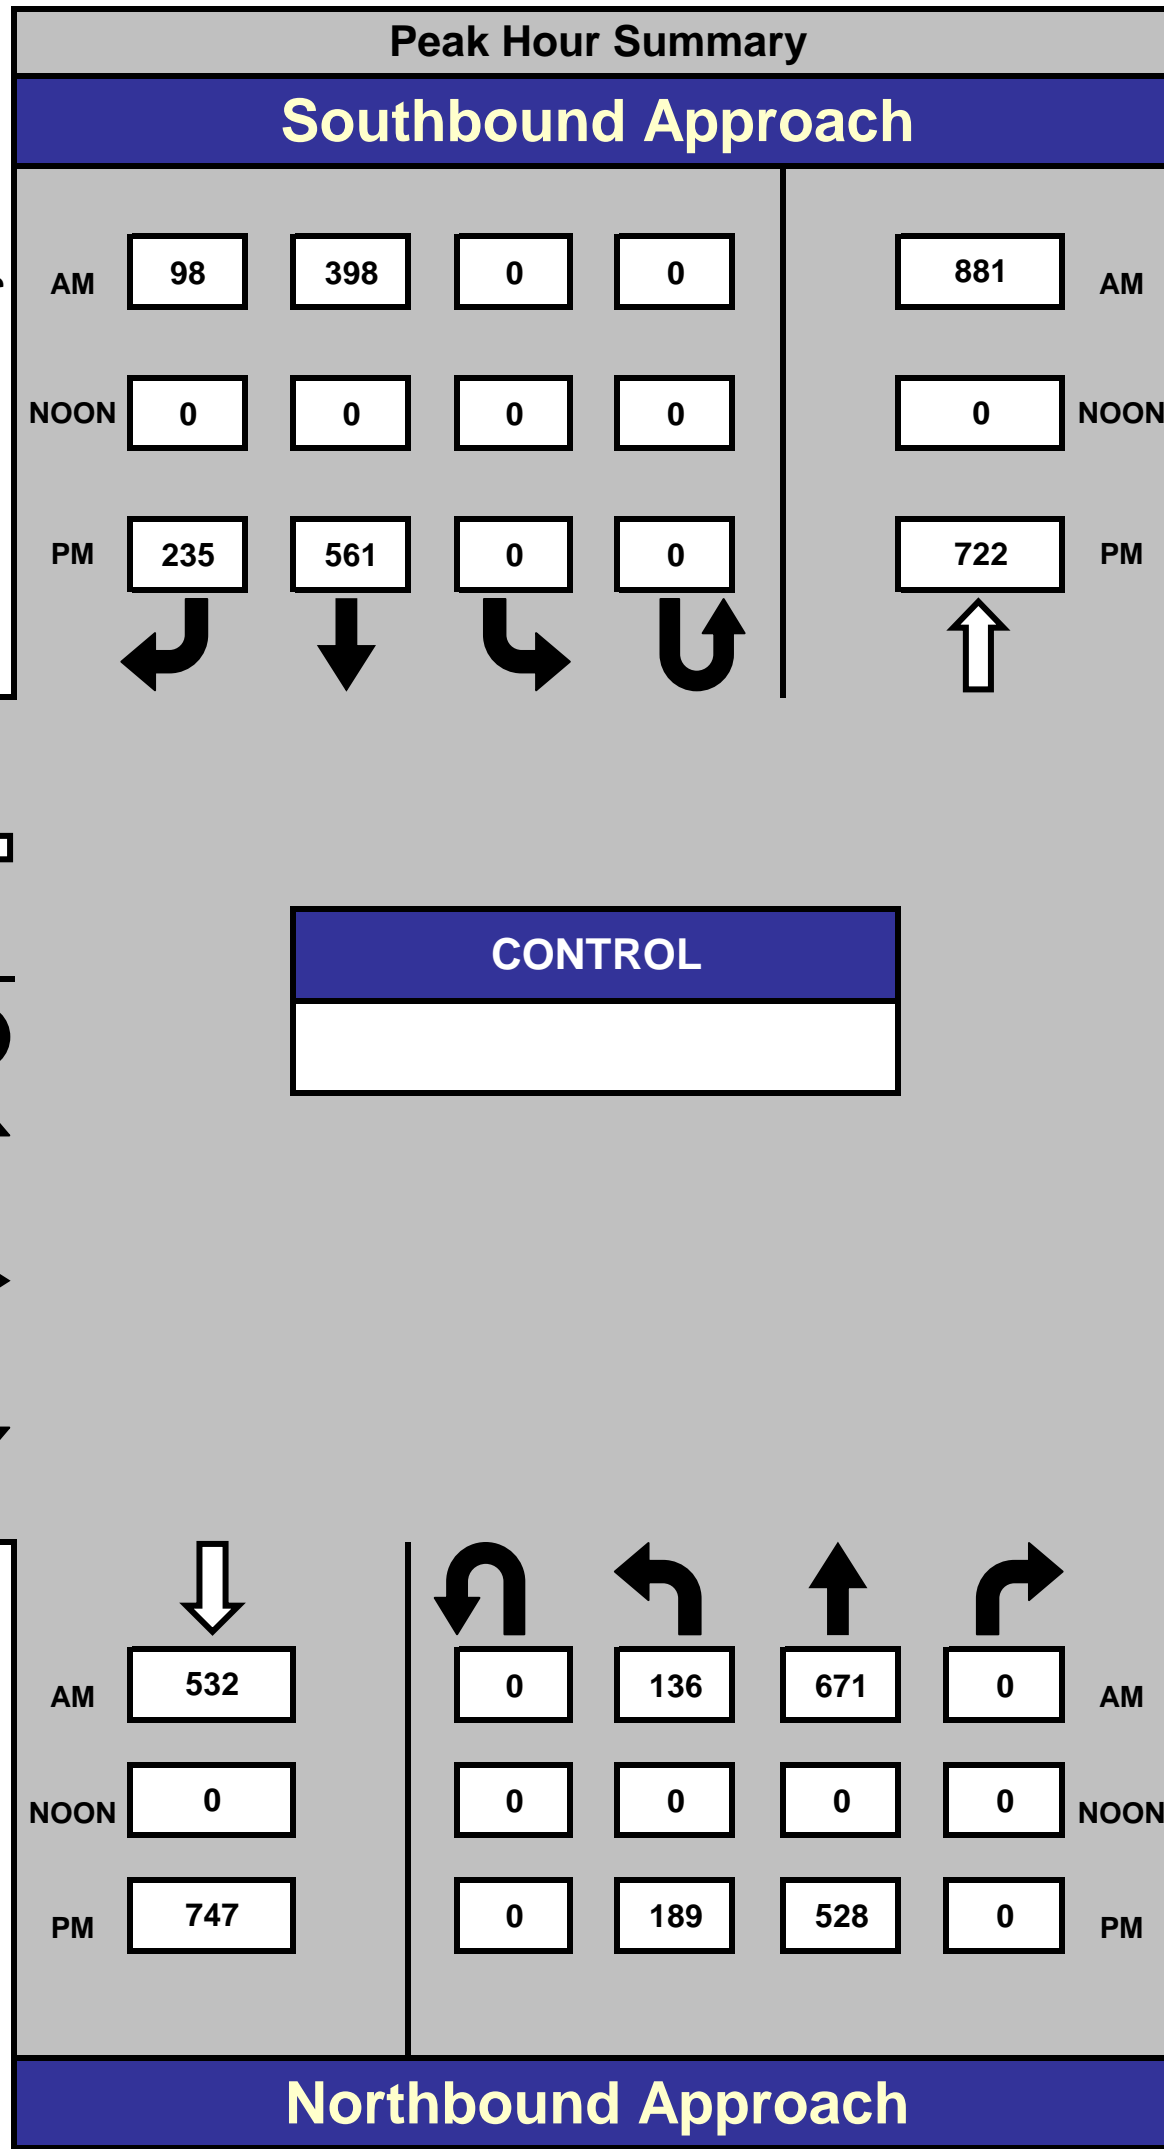 Peak Hour Summary
Southbound Approach
AM 98 398 0 0 881 AM
NOON 0 0 0 0 0 NOON
PM 235 561 0 0 722 PM
CONTROL
AM 532 0 136 671 0 AM
NOON 0 0 0 0 0 NOON
PM 747 0 189 528 0 PM
Northbound Approach